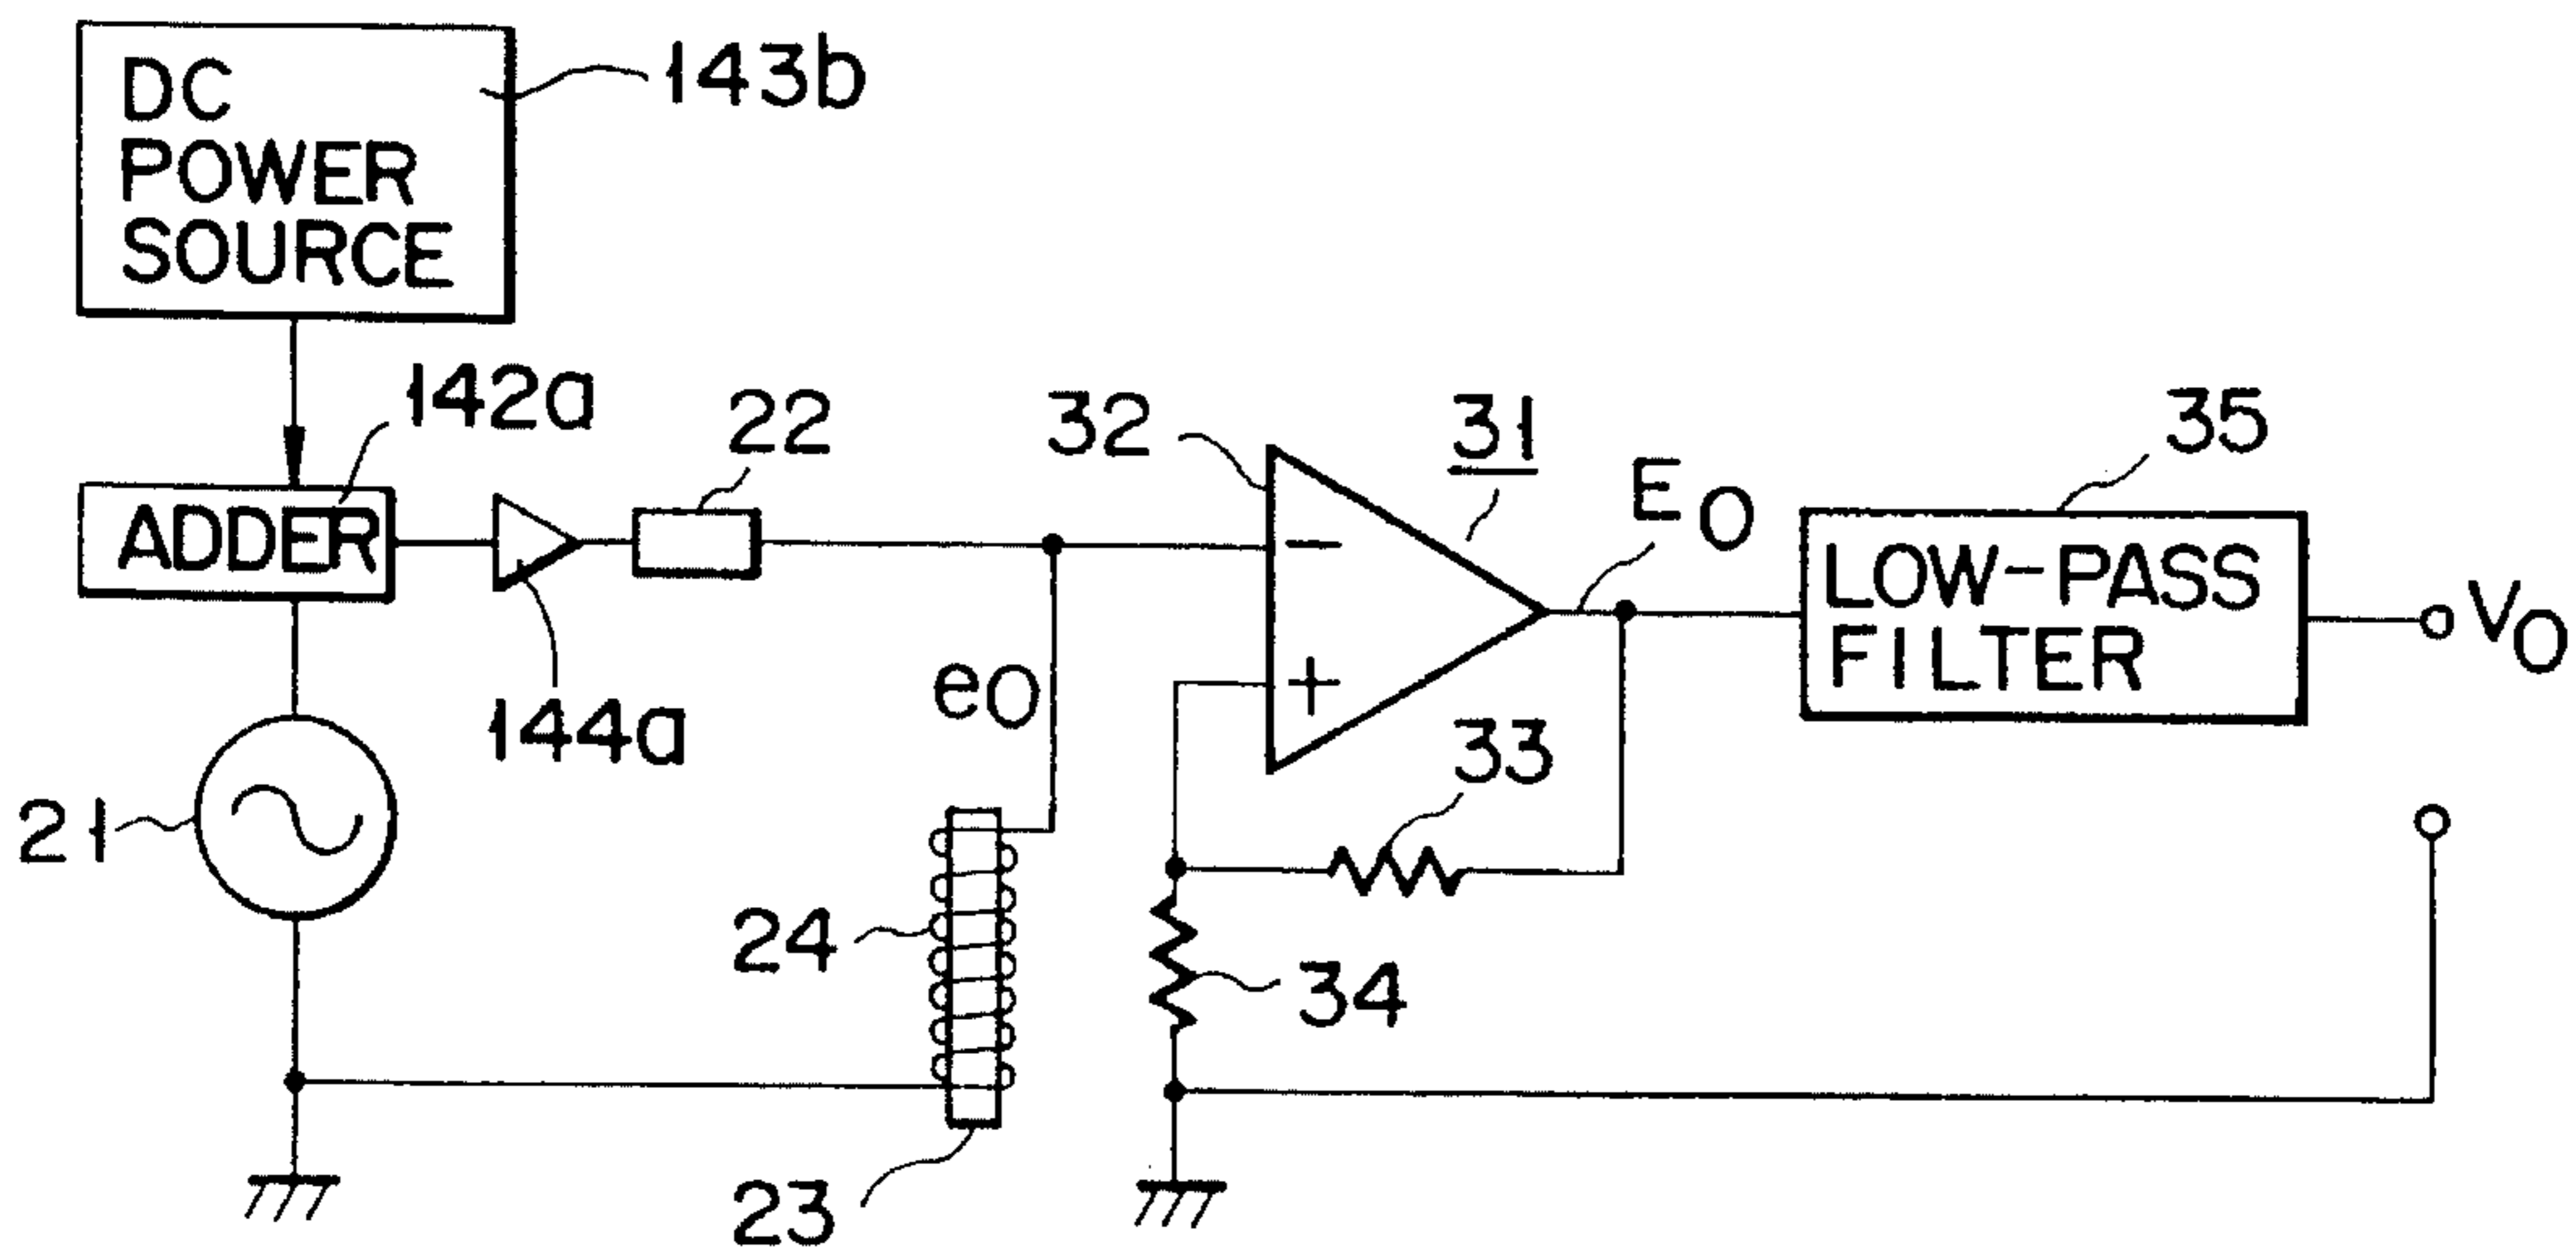 DC
POWER
SOURCE
143b
142a
ADDER
22
144a
21
32
31
E0
35
LOW-PASS
FILTER
V0
e0
33
24
34
23
−
+